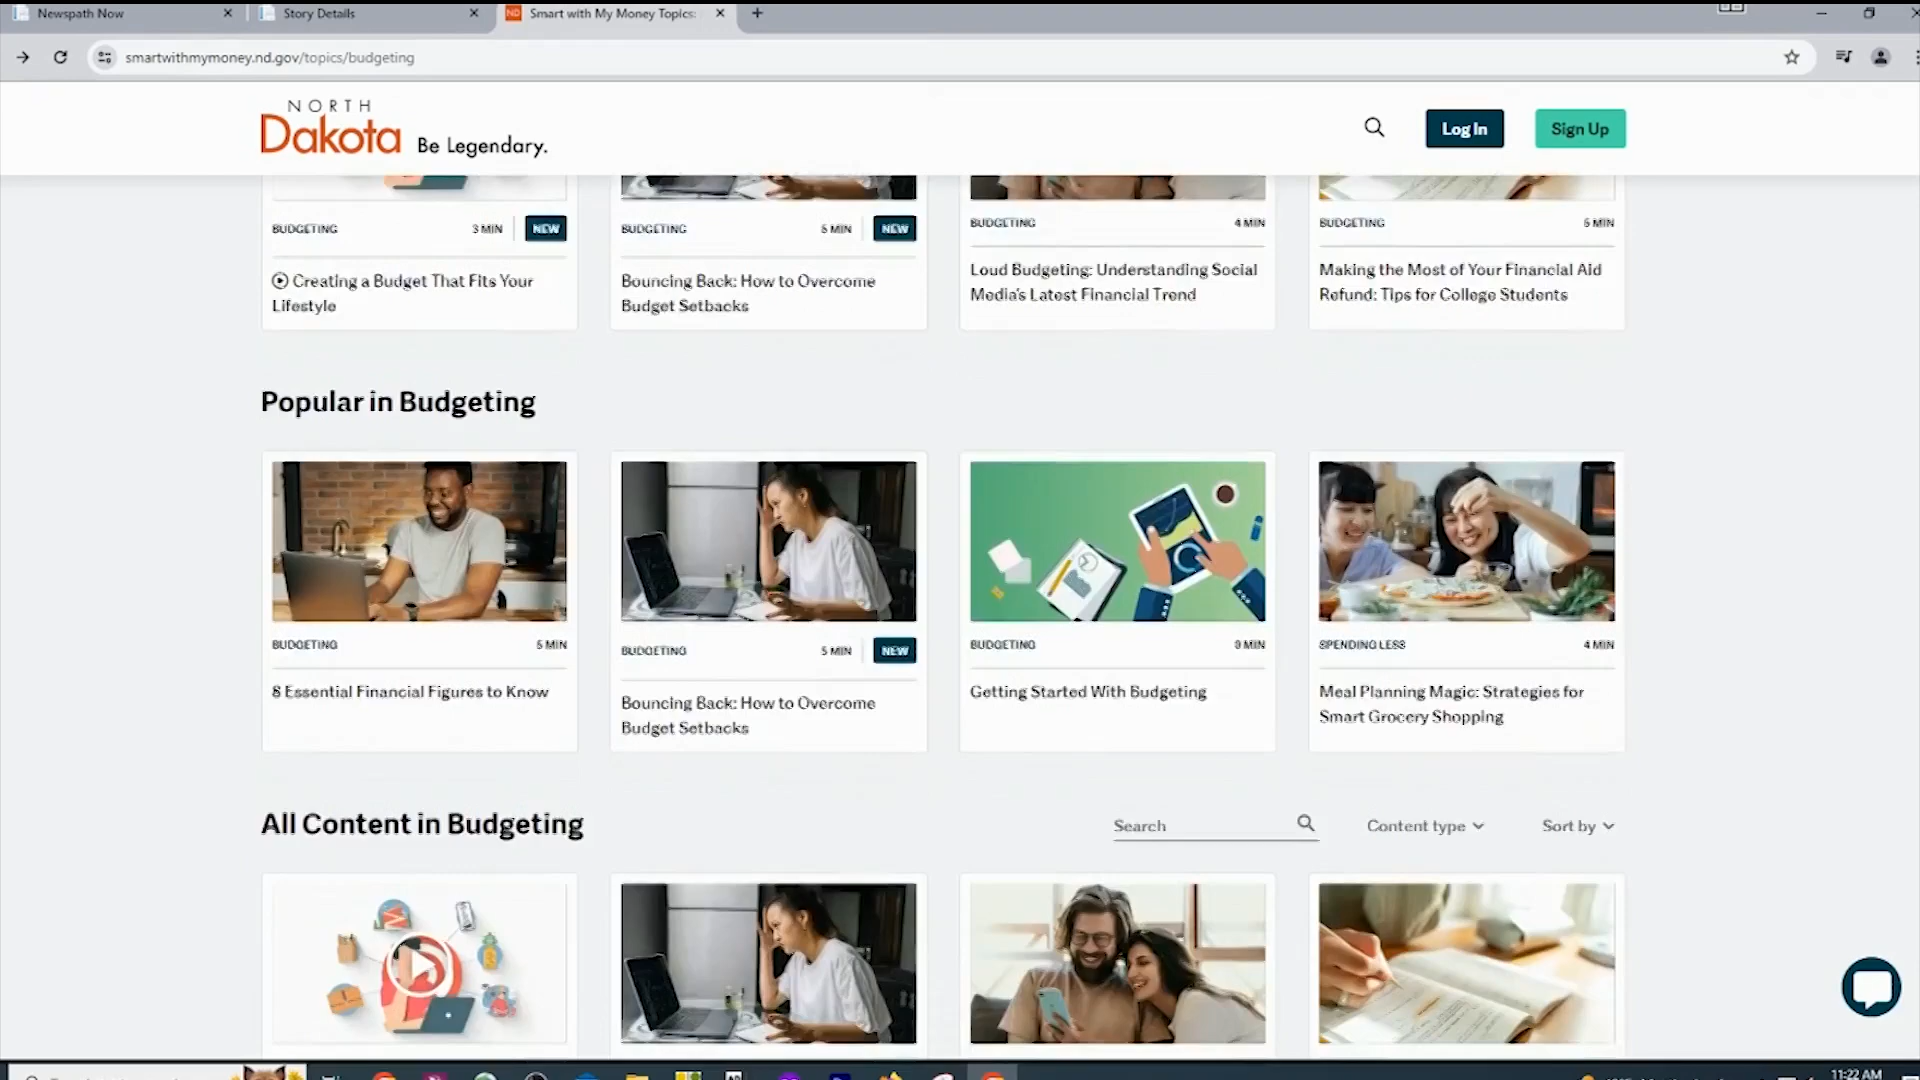 Newspath Now
Story Details
ND Smart with My Money Topics:
smartwithmymoney.nd.gov/topics/budgeting
NORTH
Dakota Be Legendary.
Log In
Sign Up
BUDGETING 3 MIN NEW
BUDGETING 5 MIN NEW
BUDGETING 4 MIN
BUDGETING 5 MIN
Creating a Budget That Fits Your
Lifestyle
Bouncing Back: How to Overcome
Budget Setbacks
Loud Budgeting: Understanding Social
Media's Latest Financial Trend
Making the Most of Your Financial Aid
Refund: Tips for College Students
Popular in Budgeting
BUDGETING 5 MIN
BUDGETING 5 MIN NEW
BUDGETING MIN
SPENDING LESS 4 MIN
8 Essential Financial Figures to Know
Bouncing Back: How to Overcome
Budget Setbacks
Getting Started With Budgeting
Meal Planning Magic: Strategies for
Smart Grocery Shopping
All Content in Budgeting
Search
Content type
Sort by
11:22 AM